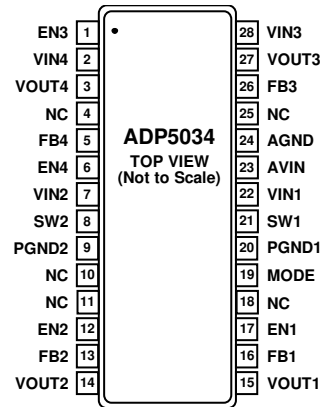 EN3 1 28 VIN3
VIN4 2 27 VOUT3
VOUT4 3 26 FB3
NC 4 25 NC
FB4 5 24 AGND
EN4 6 23 AVIN
VIN2 7 22 VIN1
SW2 8 21 SW1
PGND2 9 20 PGND1
NC 10 19 MODE
NC 11 18 NC
EN2 12 17 EN1
FB2 13 16 FB1
VOUT2 14 15 VOUT1
ADP5034
TOP VIEW
(Not to Scale)